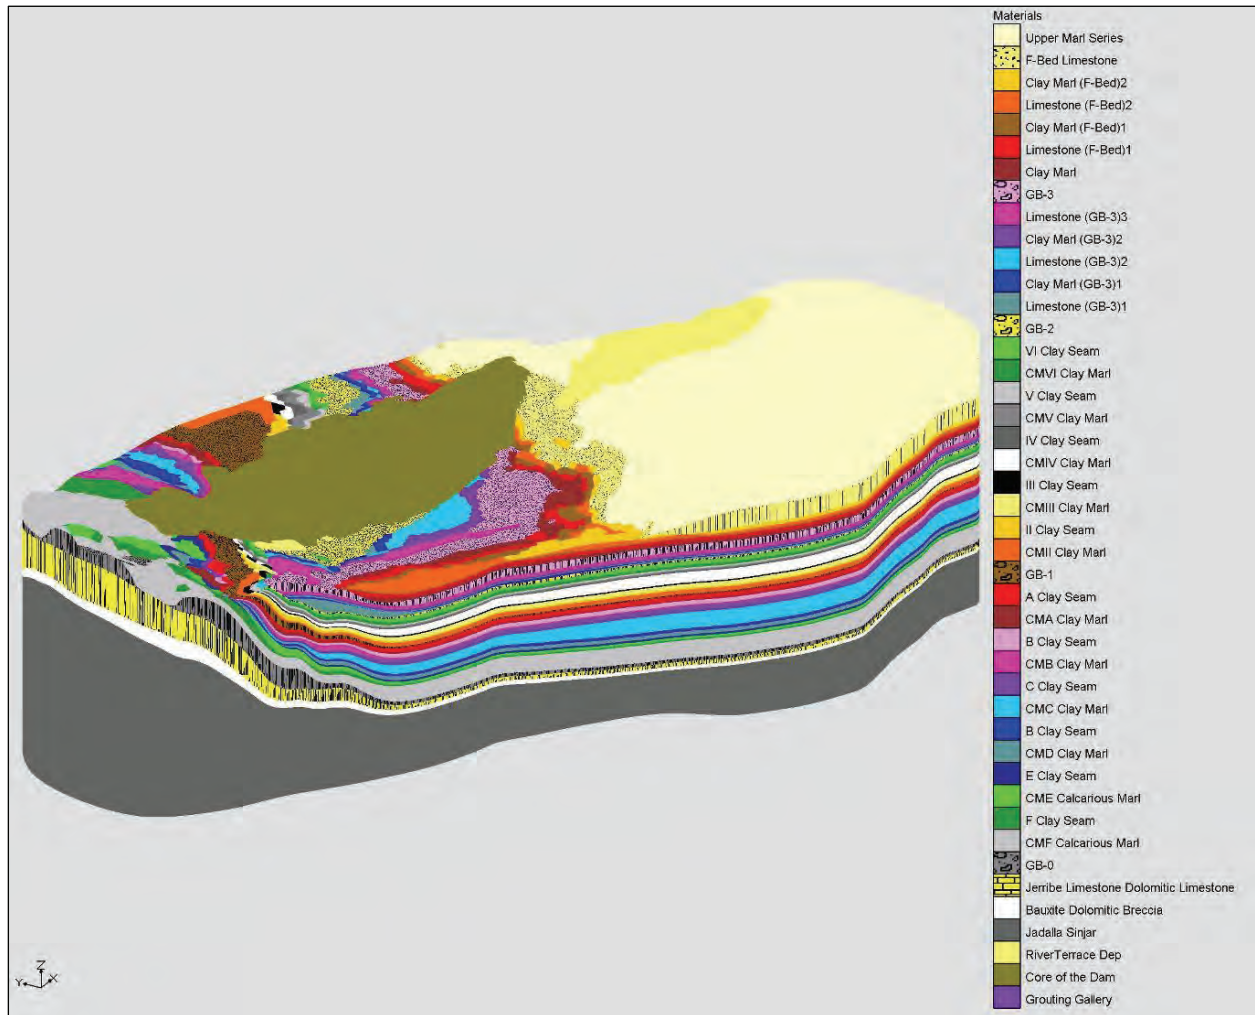 Materials
Upper Marl Series
F-Bed Limestone
Clay Marl (F-Bed)2
Limestone (F-Bed)2
Clay Marl (F-Bed)1
Limestone (F-Bed)1
Clay Marl
GB-3
Limestone (GB-3)3
Clay Marl (GB-3)2
Limestone (GB-3)2
Clay Marl (GB-3)1
Limestone (GB-3)1
GB-2
VI Clay Seam
CMVI Clay Marl
V Clay Seam
CMV Clay Marl
IV Clay Seam
CMIV Clay Marl
III Clay Seam
CMIII Clay Marl
II Clay Seam
CMII Clay Marl
GB-1
A Clay Seam
CMA Clay Marl
B Clay Seam
CMB Clay Marl
C Clay Seam
CMC Clay Marl
B Clay Seam
CMD Clay Marl
E Clay Seam
CME Calcarious Marl
F Clay Seam
CMF Calcarious Marl
GB-0
Jerribe Limestone Dolomitic Limestone
Bauxite Dolomitic Breccia
Jadalla Sinjar
RiverTerrace Dep
Core of the Dam
Grouting Gallery
Z
Y X